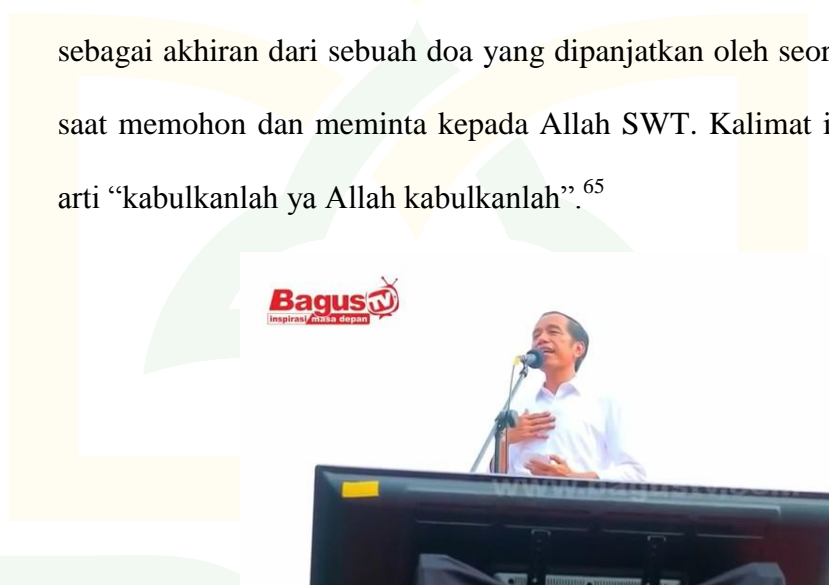 sebagai akhiran dari sebuah doa yang dipanjatkan oleh seor
saat memohon dan meminta kepada Allah SWT. Kalimat i
arti “kabulkanlah ya Allah kabulkanlah”.65
Bagus TV
inspirasi masa depan
www.bagustv.com